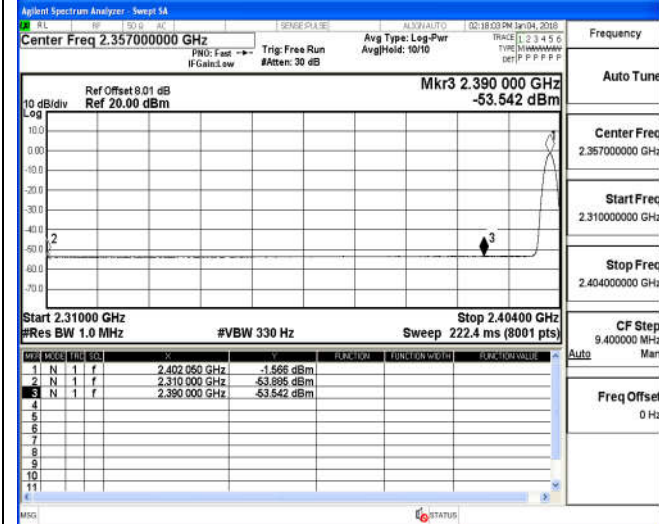 Agilent Spectrum Analyzer - Swept SA
RL RF 50 Ω AC SENSE:PULSE ALIGNAUTO 02:18:03 PM Jan 04, 2018
Center Freq 2.357000000 GHz
PNO: Fast
IFGain:Low
Trig: Free Run
#Atten: 30 dB
Avg Type: Log-Pwr
Avg|Hold: 10/10
TRACE 1 2 3 4 5 6
TYPE M
DET P P P P P P
Frequency
Auto Tune
Ref Offset 8.01 dB
Ref 20.00 dBm
10 dB/div
Log
Mkr3 2.390 000 GHz
-53.542 dBm
10.0
0.00
-10.0
-20.0
-30.0
-40.0
-50.0
-60.0
-70.0
1
2
3
Center Freq
2.357000000 GHz
Start Freq
2.310000000 GHz
Stop Freq
2.404000000 GHz
Start 2.31000 GHz
Stop 2.40400 GHz
#Res BW 1.0 MHz #VBW 330 Hz Sweep 222.4 ms (8001 pts)
CF Step
9.400000 MHz
Auto Man
MKR MODE TRC SCL X Y FUNCTION FUNCTION WIDTH FUNCTION VALUE
1 N 1 f 2.402 050 GHz -1.566 dBm
2 N 1 f 2.310 000 GHz -53.885 dBm
3 N 1 f 2.390 000 GHz -53.542 dBm
4
5
6
7
8
9
10
11
Freq Offset
0 Hz
MSG STATUS